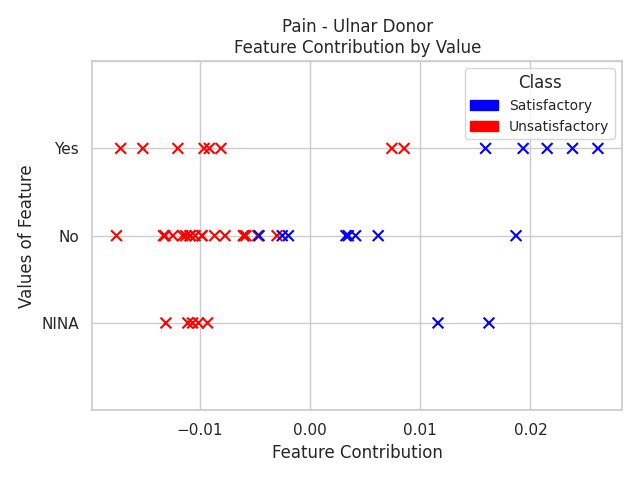 Pain - Ulnar Donor
Feature Contribution by Value
Class
Satisfactory
Unsatisfactory
Yes
No
NINA
Values of Feature
−0.01
0.00
0.01
0.02
Feature Contribution